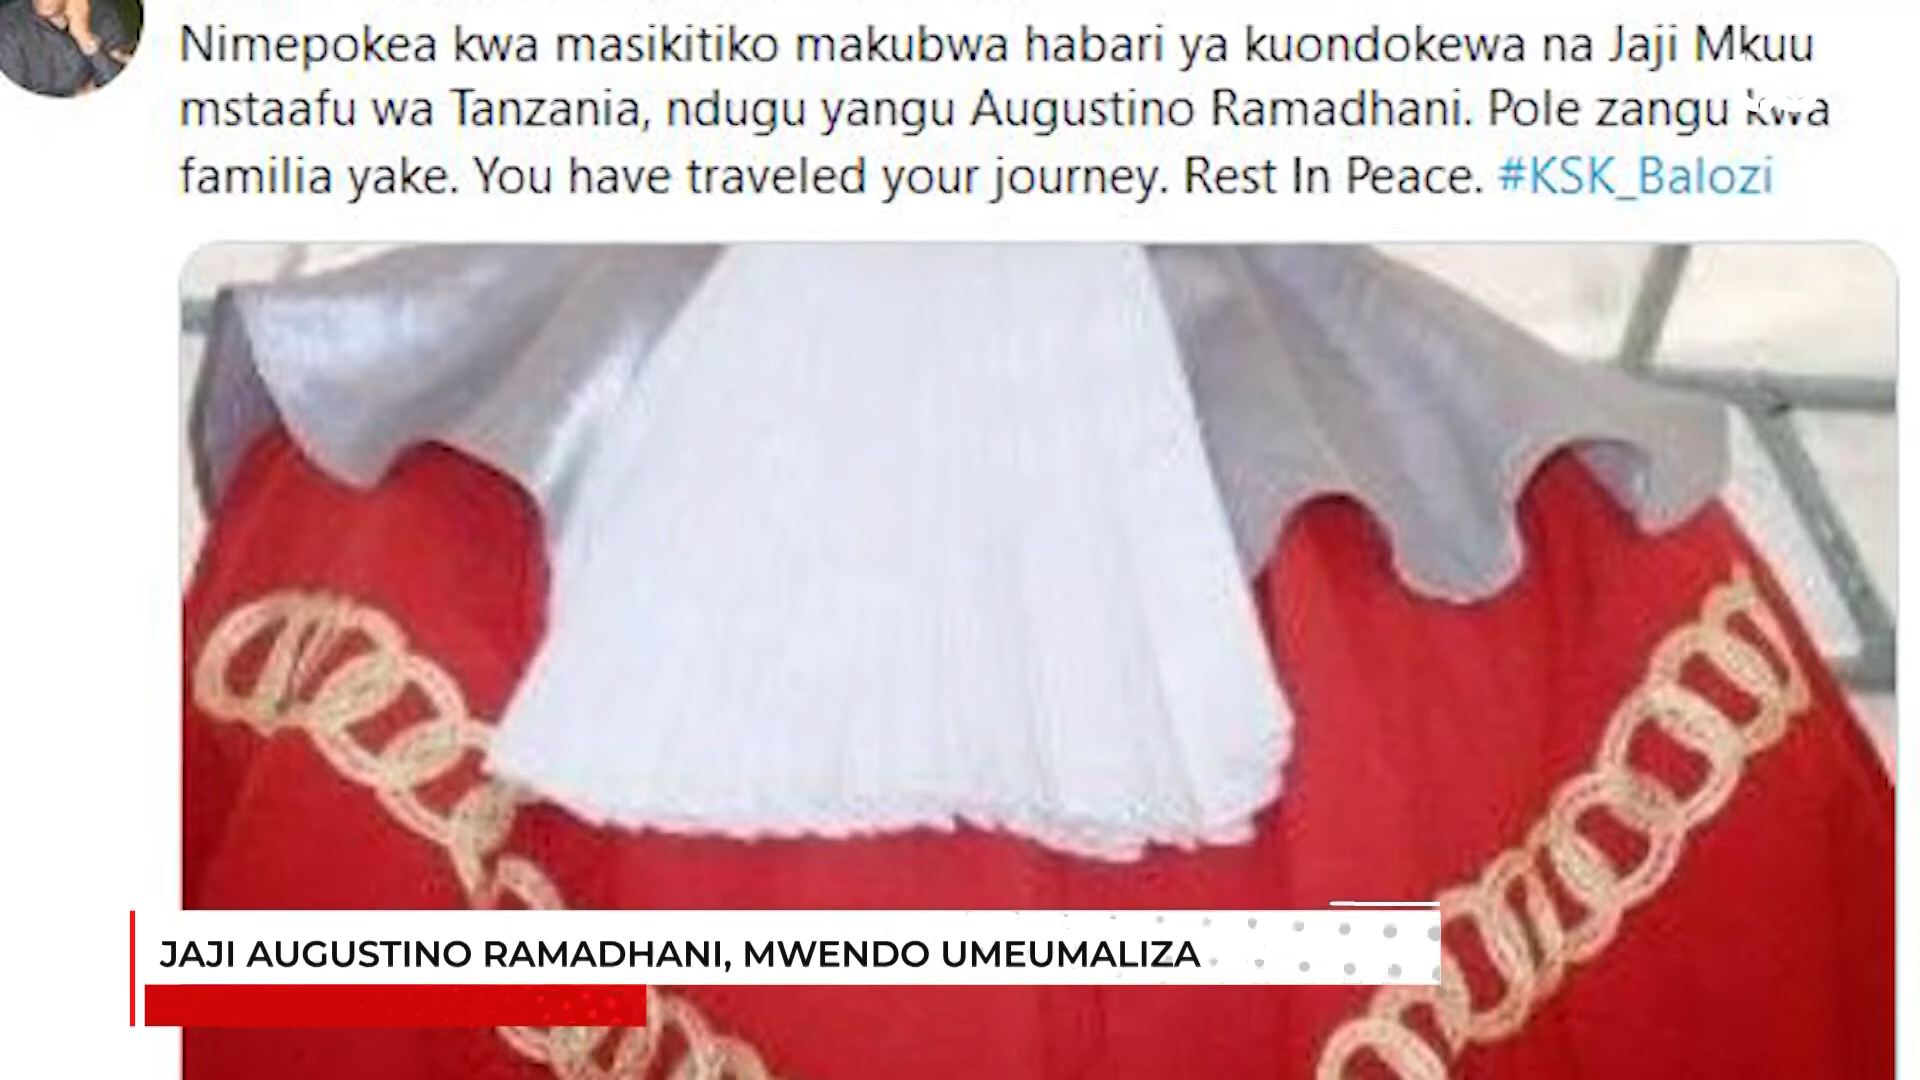 Nimepokea kwa masikitiko makubwa habari ya kuondokewa na Jaji Mkuu
mstaafu wa Tanzania, ndugu yangu Augustino Ramadhani. Pole zangu kwa
familia yake. You have traveled your journey. Rest In Peace. #KSK_Balozi
JAJI AUGUSTINO RAMADHANI, MWENDO UMEUMALIZA